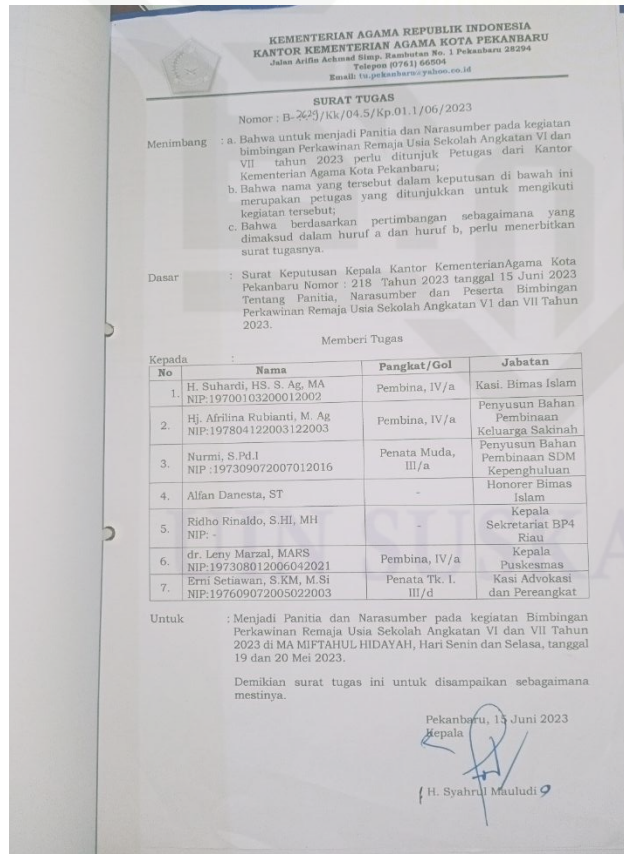 KEMENTERIAN AGAMA REPUBLIK INDONESIA
KANTOR KEMENTERIAN AGAMA KOTA PEKANBARU
Jalan Arifin Achmad Simp. Rambutan No. 1 Pekanbaru 28294
Telepon (0761) 66504
Email: tu.pekanbaru@yahoo.co.id
SURAT TUGAS
Nomor : B- /Kk/04.5/Kp.01.1/06/2023
Menimbang : a. Bahwa untuk menjadi Panitia dan Narasumber pada kegiatan
bimbingan Perkawinan Remaja Usia Sekolah Angkatan VI dan
VII tahun 2023 perlu ditunjuk Petugas dari Kantor
Kementerian Agama Kota Pekanbaru;
b. Bahwa nama yang tersebut dalam keputusan di bawah ini
merupakan petugas yang ditunjukkan untuk mengikuti
kegiatan tersebut;
c. Bahwa berdasarkan pertimbangan sebagaimana yang
dimaksud dalam huruf a dan huruf b, perlu menerbitkan
surat tugasnya.
Dasar : Surat Keputusan Kepala Kantor KementerianAgama Kota
Pekanbaru Nomor : 218 Tahun 2023 tanggal 15 Juni 2023
Tentang Panitia, Narasumber dan Peserta Bimbingan
Perkawinan Remaja Usia Sekolah Angkatan V1 dan VII Tahun
2023.
Memberi Tugas
Kepada :
No Nama Pangkat/Gol Jabatan
1. H. Suhardi, HS. S. Ag, MA
NIP:19700103200012002 Pembina, IV/a Kasi. Bimas Islam
2. Hj. Afrilina Rubianti, M. Ag
NIP:197804122003122003 Pembina, IV/a Penyusun Bahan
Pembinaan
Keluarga Sakinah
3. Nurmi, S.Pd.I
NIP :197309072007012016 Penata Muda,
III/a Penyusun Bahan
Pembinaan SDM
Kepenghuluan
4. Alfan Danesta, ST - Honorer Bimas
Islam
5. Ridho Rinaldo, S.HI, MH
NIP: - - Kepala
Sekretariat BP4
Riau
6. dr. Leny Marzal, MARS
NIP:197308012006042021 Pembina, IV/a Kepala
Puskesmas
7. Erni Setiawan, S.KM, M.Si
NIP:197609072005022003 Penata Tk. I.
III/d Kasi Advokasi
dan Pereangkat
Untuk : Menjadi Panitia dan Narasumber pada kegiatan Bimbingan
Perkawinan Remaja Usia Sekolah Angkatan VI dan VII Tahun
2023 di MA MIFTAHUL HIDAYAH, Hari Senin dan Selasa, tanggal
19 dan 20 Mei 2023.
Demikian surat tugas ini untuk disampaikan sebagaimana
mestinya.
Pekanbaru, 15 Juni 2023
Kepala
H. Syahrul Mauludi
UIN SUSKA